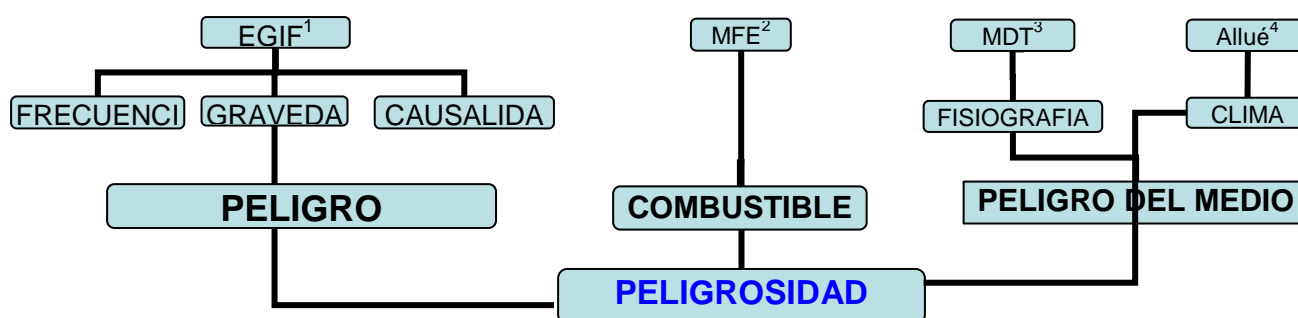 EGIF¹
MFE²
MDT³
Allué⁴
FRECUENCI
GRAVEDA
CAUSALIDA
FISIOGRAFIA
CLIMA
PELIGRO
COMBUSTIBLE
PELIGRO DEL MEDIO
PELIGROSIDAD